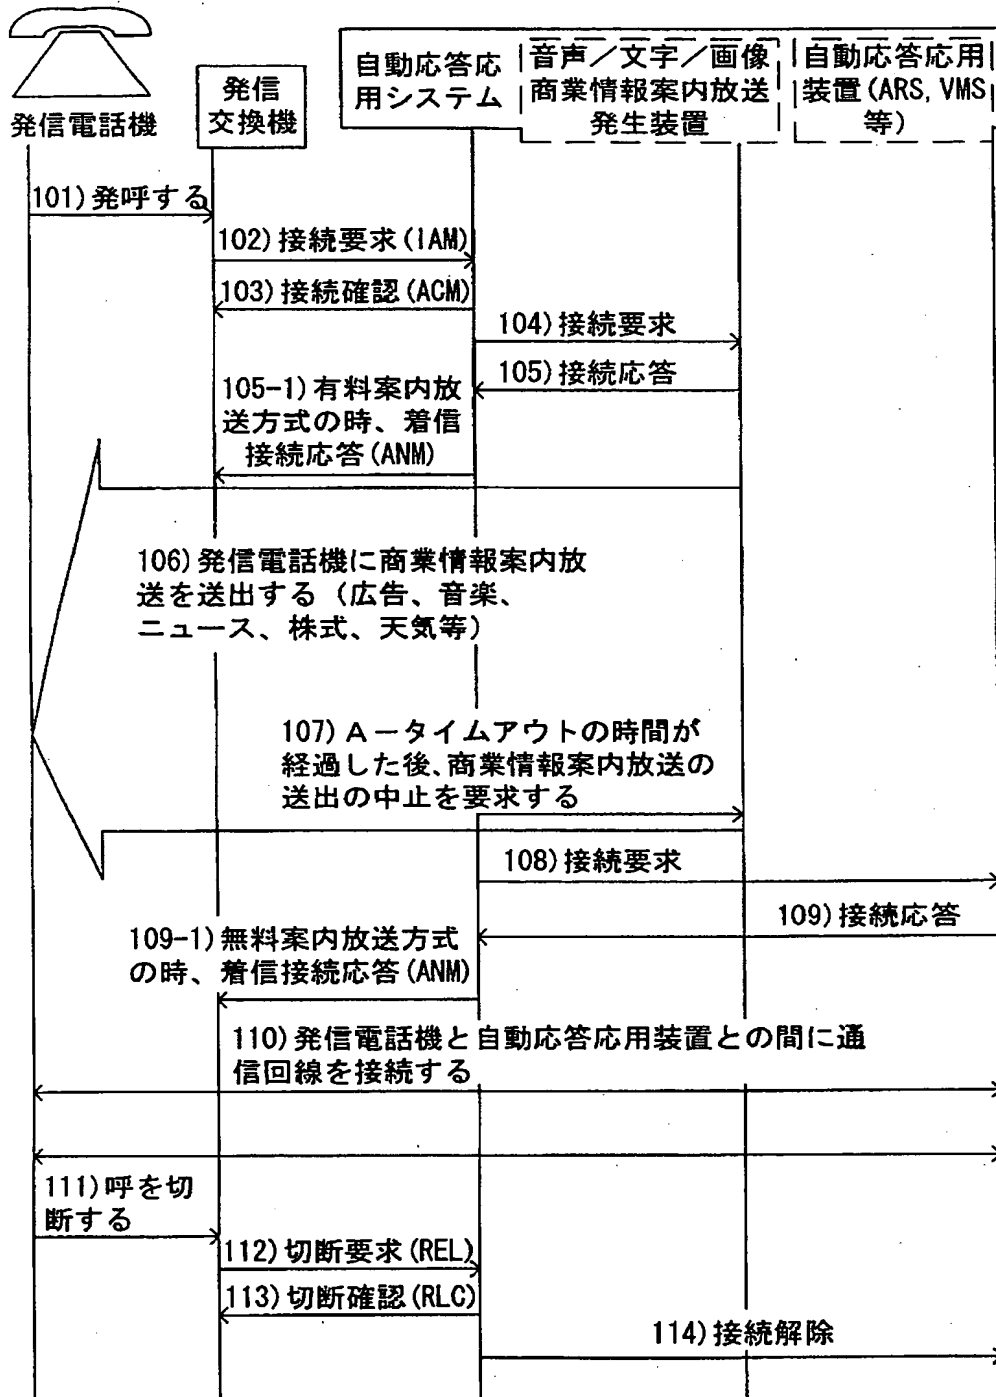 発信電話機
発信
交換機
自動応答応
用システム
音声／文字／画像
商業情報案内放送
発生装置
自動応答応用
装置(ARS, VMS
等)
101)発呼する
102)接続要求(IAM)
103)接続確認(ACM)
104)接続要求
105)接続応答
105-1)有料案内放
送方式の時、着信
接続応答(ANM)
106)発信電話機に商業情報案内放
送を送出する（広告、音楽、
ニュース、株式、天気等）
107)Ａ－タイムアウトの時間が
経過した後、商業情報案内放送の
送出の中止を要求する
108)接続要求
109)接続応答
109-1)無料案内放送方式
の時、着信接続応答(ANM)
110)発信電話機と自動応答応用装置との間に通
信回線を接続する
111)呼を切
断する
112)切断要求(REL)
113)切断確認(RLC)
114)接続解除